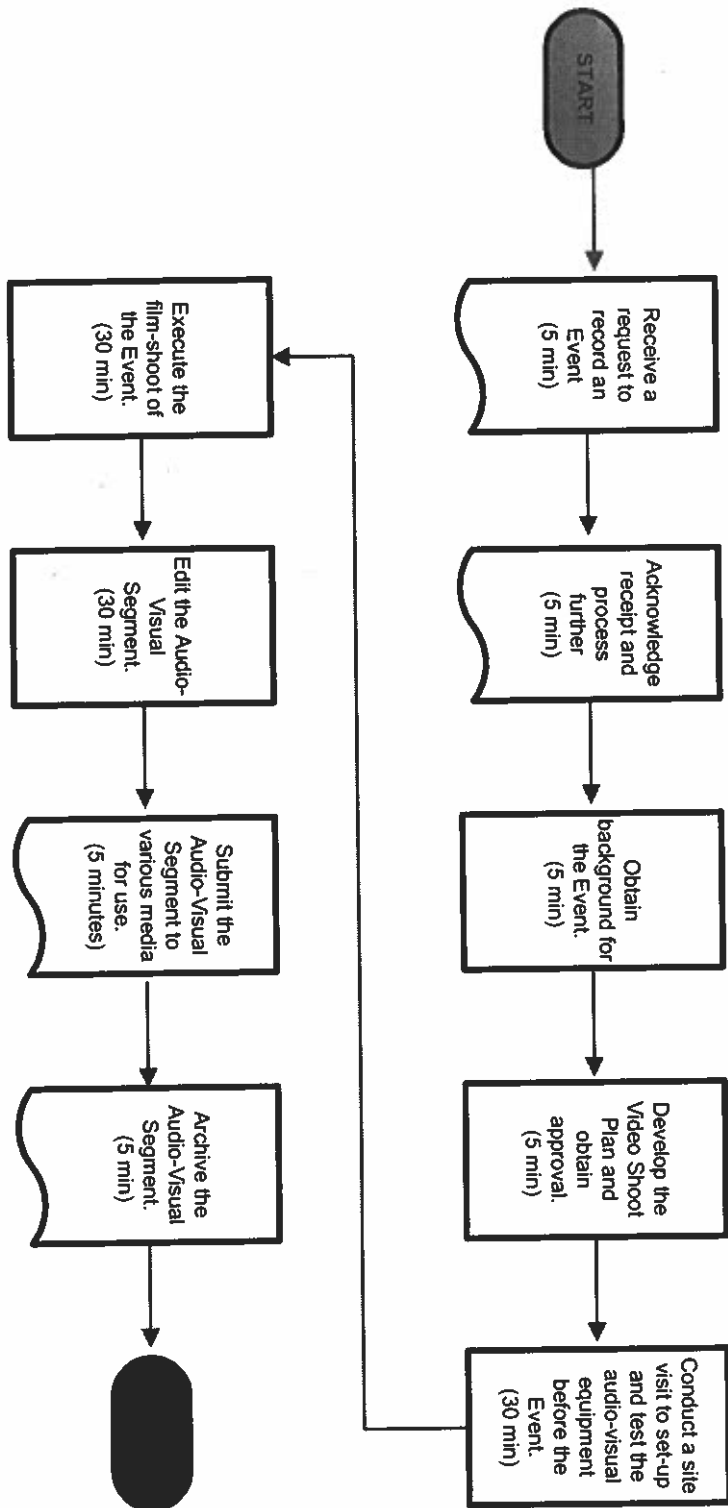 START
Receive a
request to
record an
Event
(5 min)
Acknowledge
receipt and
process
further
(5 min)
Obtain
background for
the Event.
(5 min)
Develop the
Video Shoot
Plan and
obtain
approval.
(5 min)
Conduct a site
visit to set-up
and test the
audio-visual
equipment
before the
Event.
(30 min)
Execute the
film-shoot of
the Event.
(30 min)
Edit the Audio-
Visual
Segment.
(30 min)
Submit the
Audio-Visual
Segment to
various media
for use.
(5 minutes)
Archive the
Audio-Visual
Segment.
(5 min)